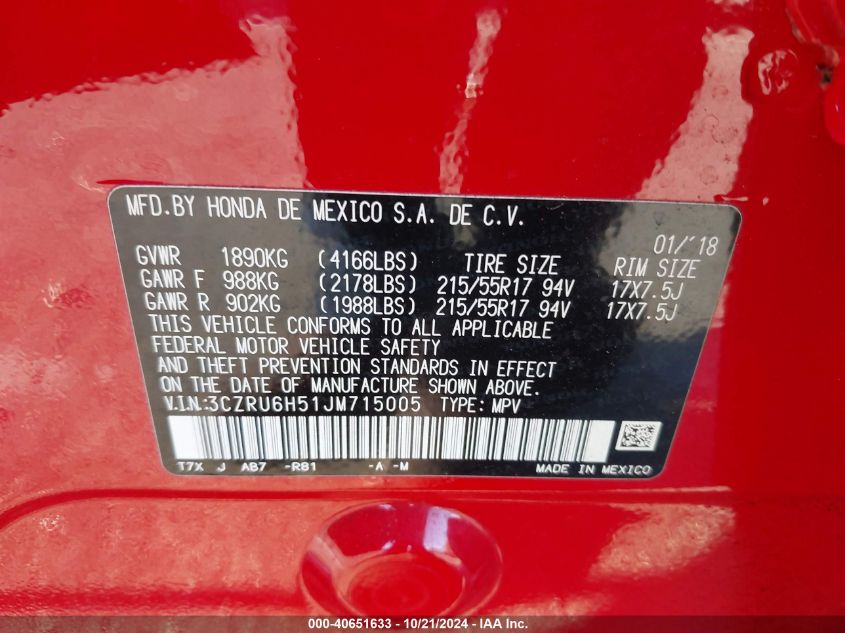 MFD.BY HONDA DE MEXICO S.A. DE C.V.
01/'18
GVWR 1890KG (4166LBS) TIRE SIZE RIM SIZE
GAWR F 988KG (2178LBS) 215/55R17 94V 17X7.5J
GAWR R 902KG (1988LBS) 215/55R17 94V 17X7.5J
THIS VEHICLE CONFORMS TO ALL APPLICABLE
FEDERAL MOTOR VEHICLE SAFETY
AND THEFT PREVENTION STANDARDS IN EFFECT
ON THE DATE OF MANUFACTURE SHOWN ABOVE.
V.I.N.:3CZRU6H51JM715005 TYPE: MPV
T7X J AB7 -R81 -A -M MADE IN MEXICO
000-40651633 - 10/21/2024 - IAA Inc.